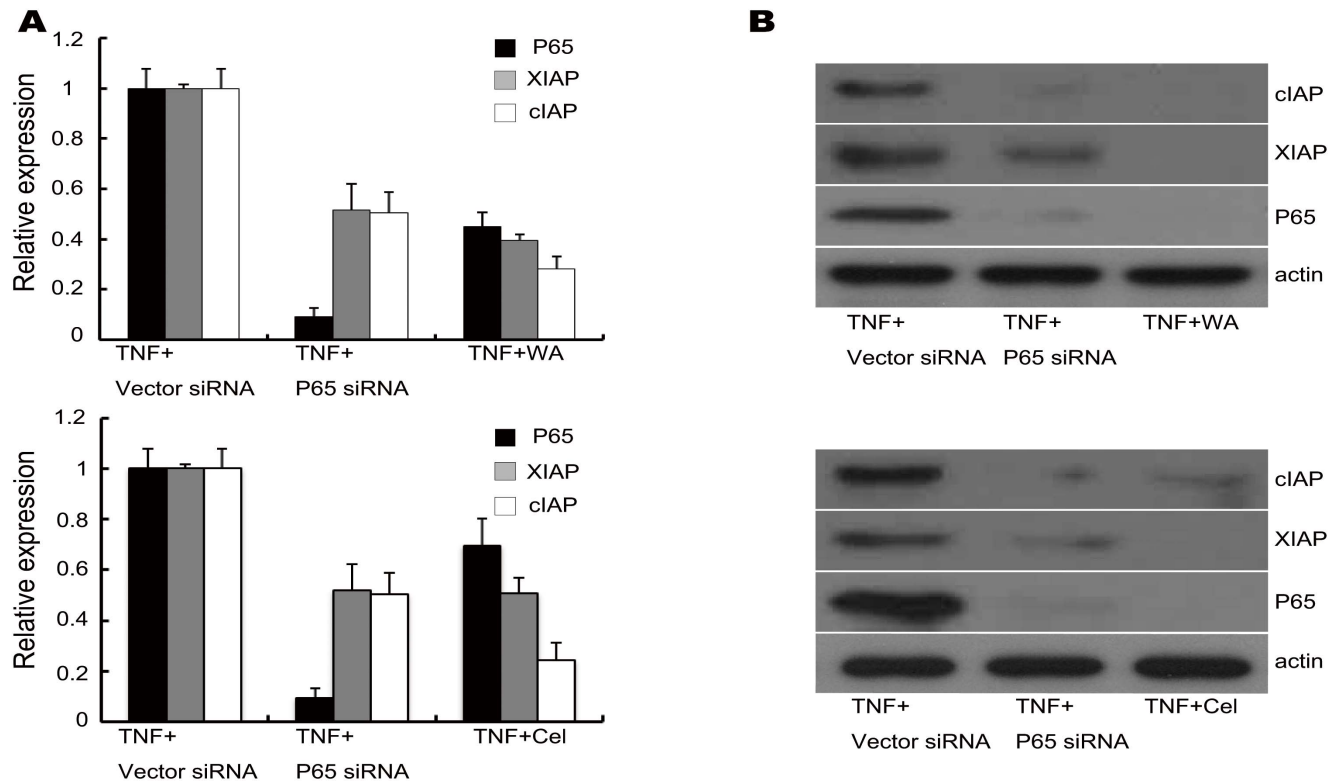 A
Relative expression
1.2
1
0.8
0.6
0.4
0.2
0
P65
XIAP
cIAP
TNF+ TNF+ TNF+WA
Vector siRNA P65 siRNA
Relative expression
1.2
1
0.8
0.6
0.4
0.2
0
P65
XIAP
cIAP
TNF+ TNF+ TNF+Cel
Vector siRNA P65 siRNA
B
cIAP
XIAP
P65
actin
TNF+ TNF+ TNF+WA
Vector siRNA P65 siRNA
cIAP
XIAP
P65
actin
TNF+ TNF+ TNF+Cel
Vector siRNA P65 siRNA